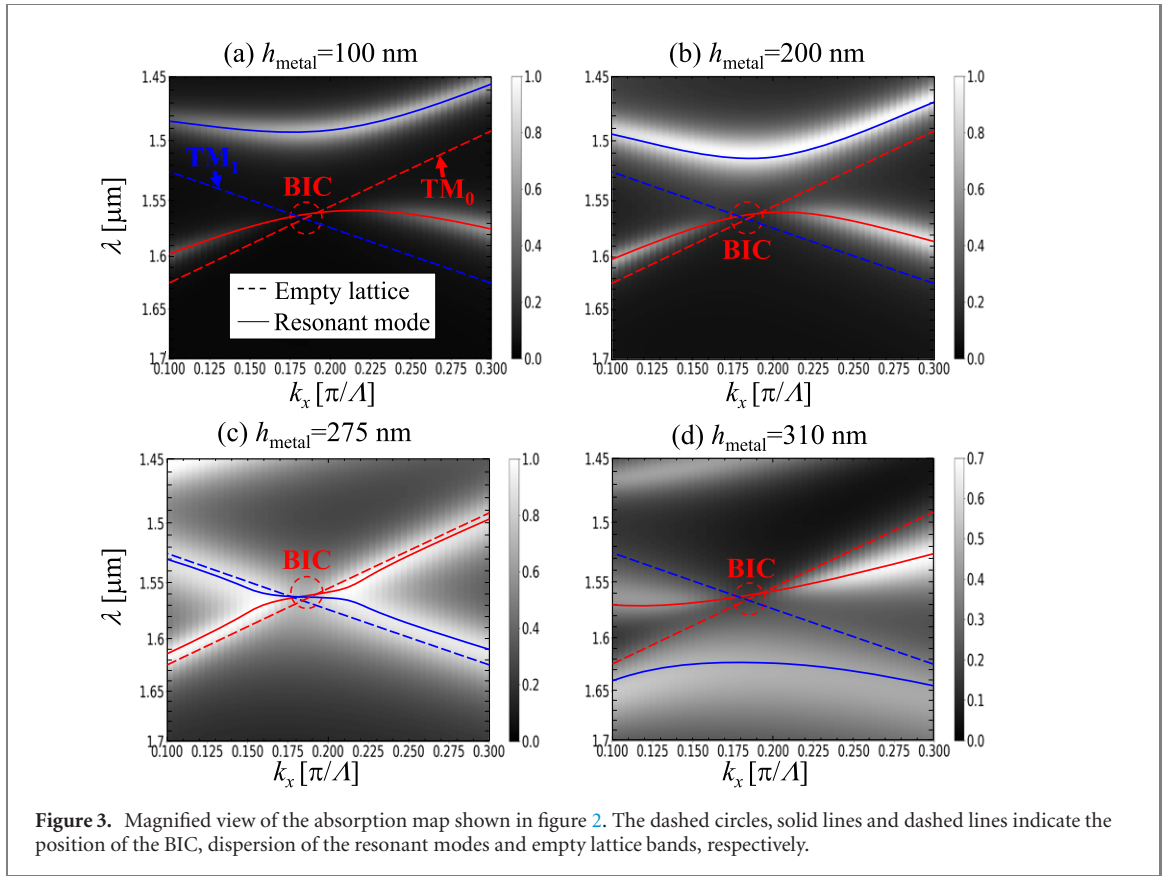 (a) hmetal=100 nm
(b) hmetal=200 nm
1.45
1.5
1.55
1.6
1.65
1.7
λ [μm]
TM1
BIC
TM0
Empty lattice
Resonant mode
0.100 0.125 0.150 0.175 0.200 0.225 0.250 0.275 0.300
kx [π/Λ]
1.0
0.8
0.6
0.4
0.2
0.0
1.45
1.5
1.55
1.6
1.65
1.7
BIC
0.100 0.125 0.150 0.175 0.200 0.225 0.250 0.275 0.300
kx [π/Λ]
1.0
0.8
0.6
0.4
0.2
0.0
(c) hmetal=275 nm
(d) hmetal=310 nm
1.45
1.5
1.55
1.6
1.65
1.7
λ [μm]
BIC
0.100 0.125 0.150 0.175 0.200 0.225 0.250 0.275 0.300
kx [π/Λ]
1.0
0.8
0.6
0.4
0.2
0.0
1.45
1.5
1.55
1.6
1.65
1.7
BIC
0.100 0.125 0.150 0.175 0.200 0.225 0.250 0.275 0.300
kx [π/Λ]
0.7
0.6
0.5
0.4
0.3
0.2
0.1
0.0
Figure 3. Magnified view of the absorption map shown in figure 2. The dashed circles, solid lines and dashed lines indicate the
position of the BIC, dispersion of the resonant modes and empty lattice bands, respectively.